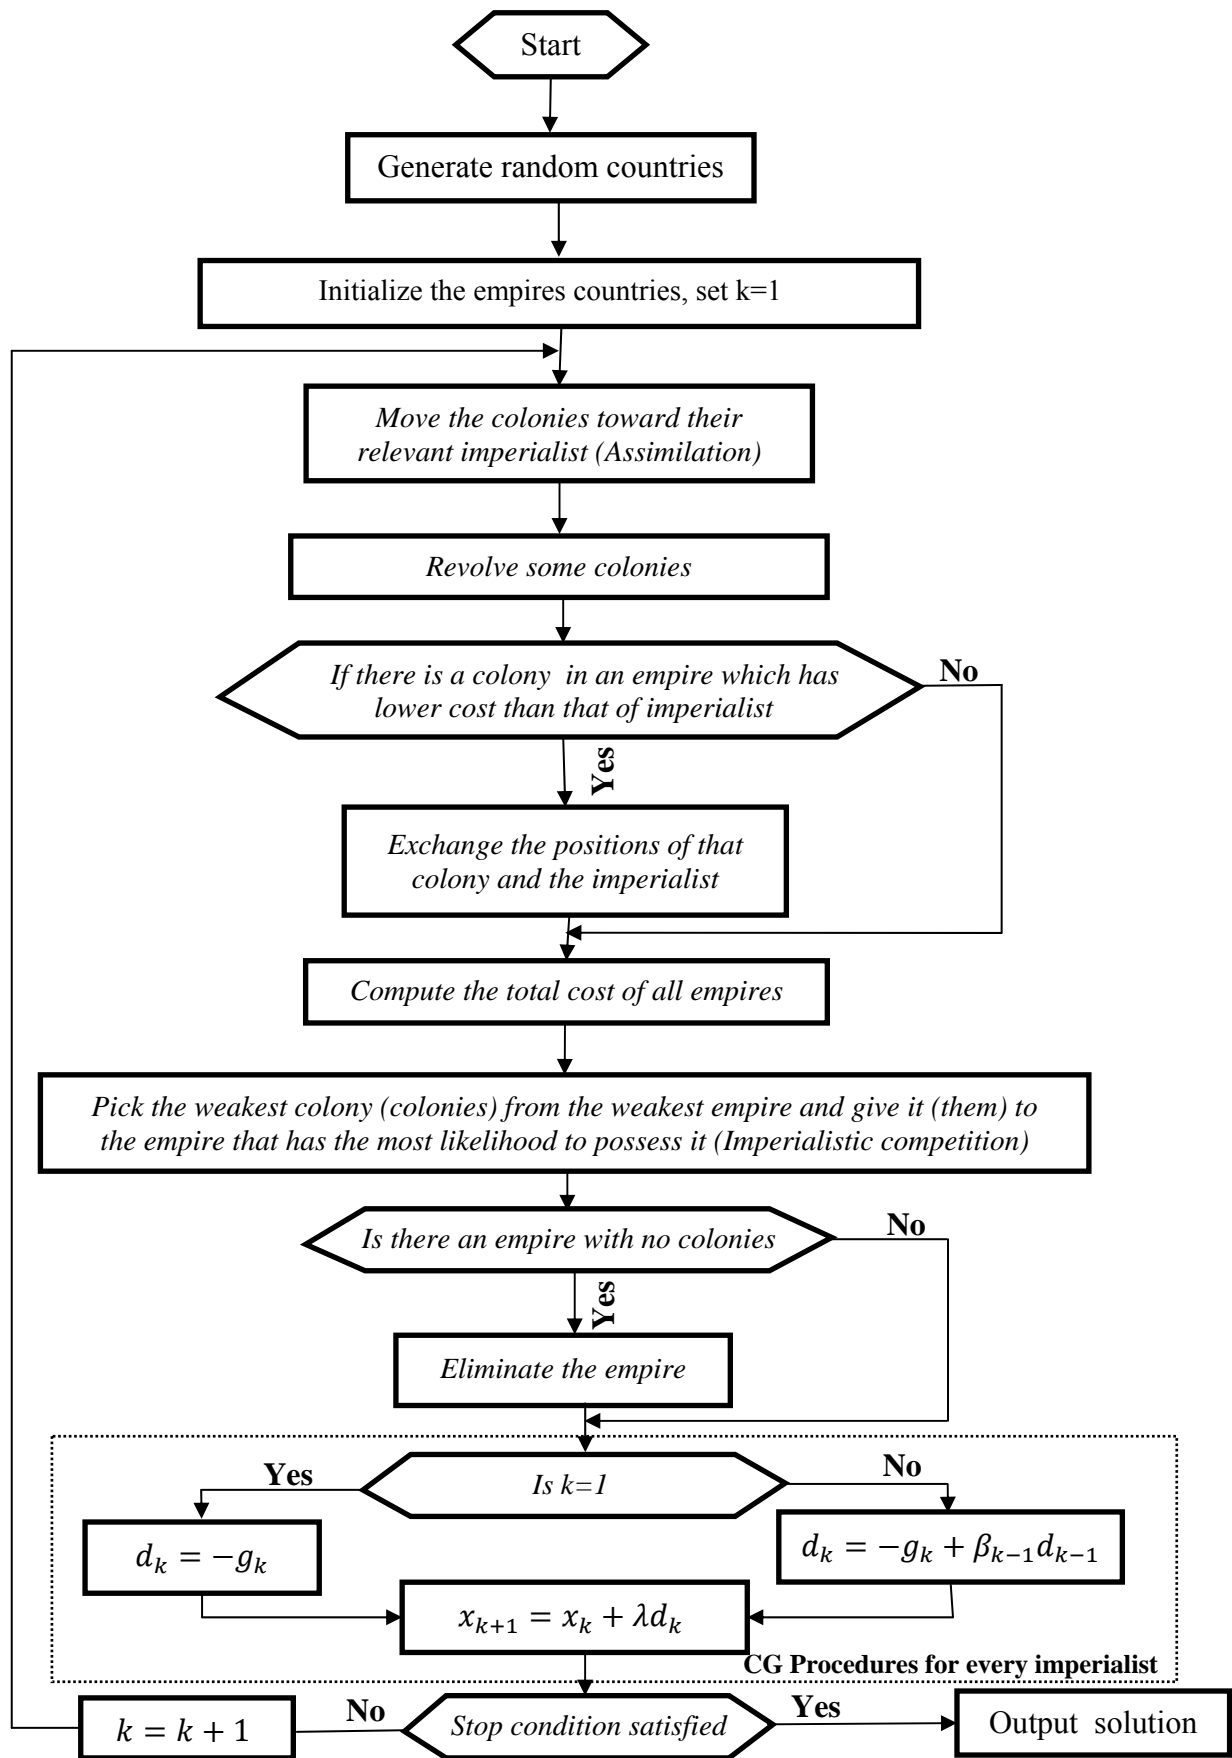 Start
Generate random countries
Initialize the empires countries, set k=1
Move the colonies toward their
relevant imperialist (Assimilation)
Revolve some colonies
If there is a colony in an empire which has
lower cost than that of imperialist
No
Yes
Exchange the positions of that
colony and the imperialist
Compute the total cost of all empires
Pick the weakest colony (colonies) from the weakest empire and give it (them) to
the empire that has the most likelihood to possess it (Imperialistic competition)
Is there an empire with no colonies
No
Yes
Eliminate the empire
Yes
Is k=1
No
$d_k = -g_k$
$d_k = -g_k + \beta_{k-1} d_{k-1}$
$x_{k+1} = x_k + \lambda d_k$
CG Procedures for every imperialist
$k = k + 1$
No
Stop condition satisfied
Yes
Output solution